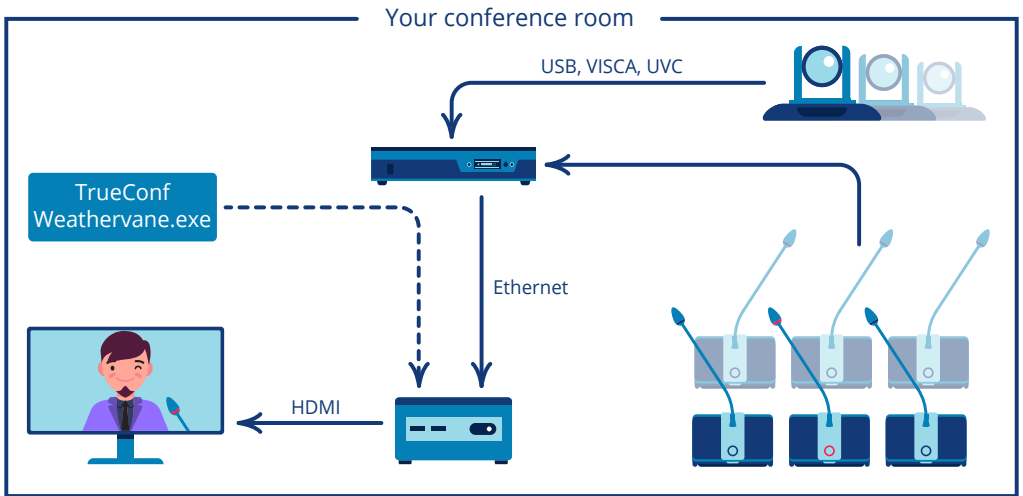 Your conference room
USB, VISCA, UVC
TrueConf
Weathervane.exe
Ethernet
HDMI